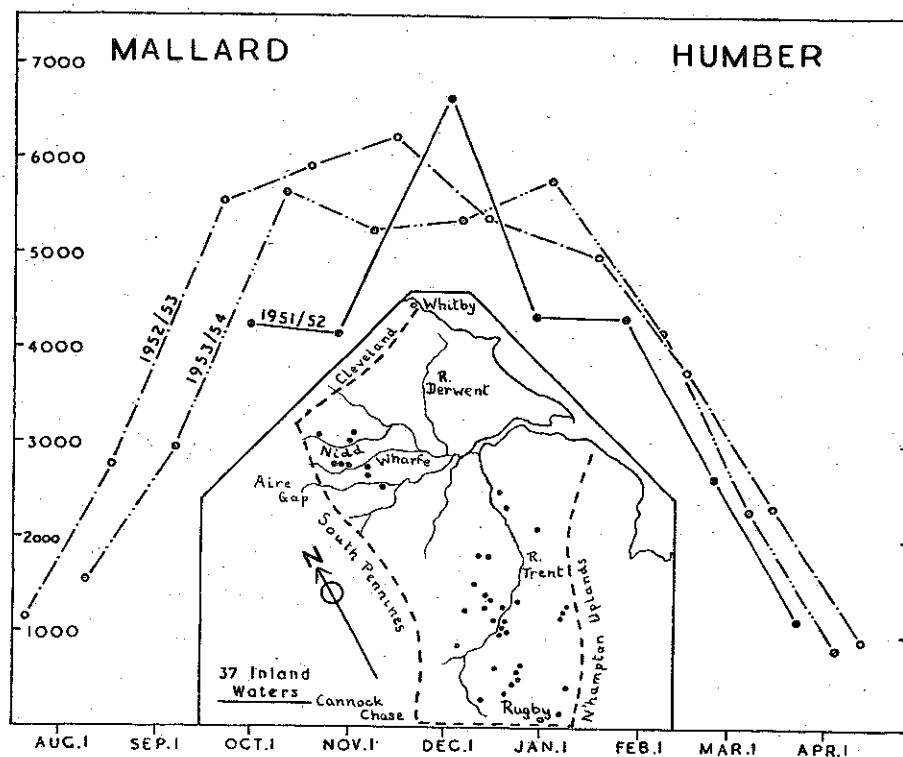 MALLARD HUMBER
7000
6000
5000
4000
3000
2000
1000
1952/53
1953/54
1951/52
Whitby
Cleveland
R.
Derwent
Nidd
Wharfe
Aire
Gap
South Pennines
N
R.
Trent
N'hampton Uplands
37 Inland
Waters
Cannock
Chase
Rugby
AUG.1 SEP.1 OCT.1 NOV.1 DEC.1 JAN.1 FEB.1 MAR.1 APR.1